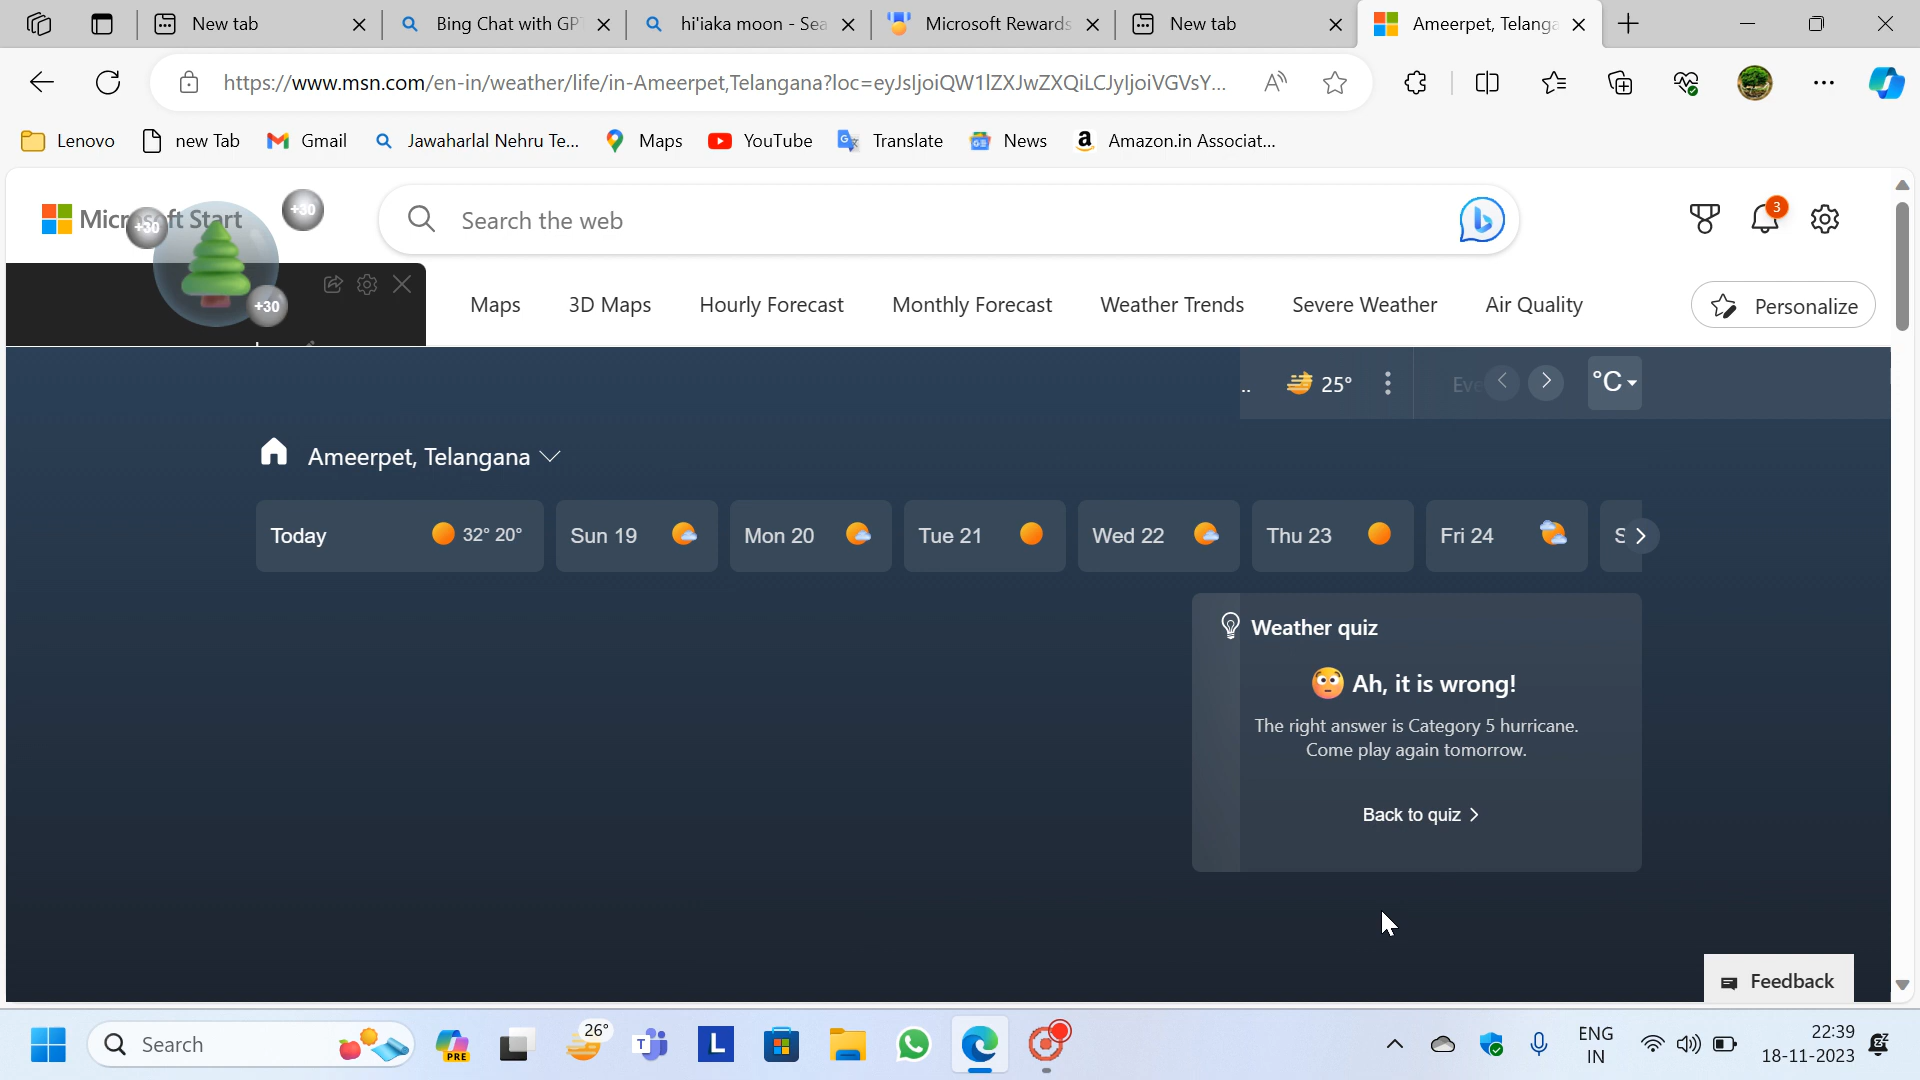 New tab
Bing Chat with GP
hi'iaka moon - Sea
Microsoft Rewards
New tab
Ameerpet, Telanga
https://www.msn.com/en-in/weather/life/in-Ameerpet,Telangana?loc=eyJsIjoiQW1lZXJwZXQiLCJyIjoiVGVsY...
Lenovo
new Tab
Gmail
Jawaharlal Nehru Te...
Maps
YouTube
Translate
News
Amazon.in Associat...
Microsoft Start
+30
+30
+30
Search the web
3
Maps
3D Maps
Hourly Forecast
Monthly Forecast
Weather Trends
Severe Weather
Air Quality
Personalize
.. 25°
Eve
°C
Ameerpet, Telangana
Today 32° 20°
Sun 19
Mon 20
Tue 21
Wed 22
Thu 23
Fri 24
S
Weather quiz
Ah, it is wrong!
The right answer is Category 5 hurricane.
Come play again tomorrow.
Back to quiz
Feedback
Search
PRE
26°
L
ENG
IN
22:39
18-11-2023